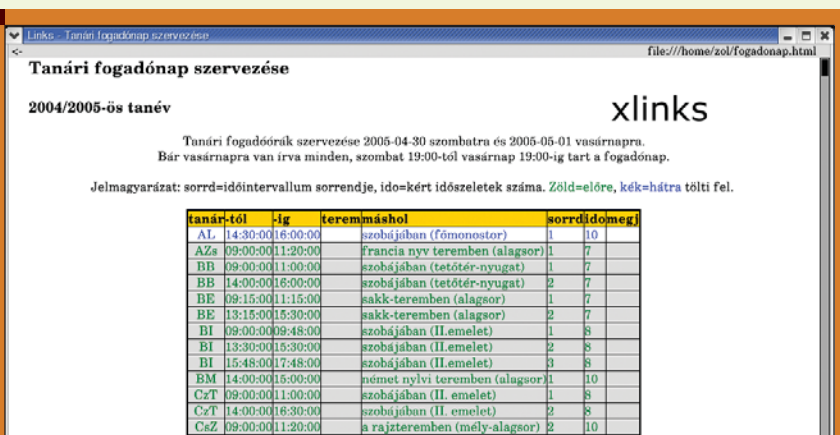 Links - Tanári fogadónap szervezése
<-
file:///home/zol/fogadonap.html
Tanári fogadónap szervezése
2004/2005-ös tanév
xlinks
Tanári fogadóórák szervezése 2005-04-30 szombatra és 2005-05-01 vasárnapra.
Bár vasárnapra van írva minden, szombat 19:00-tól vasárnap 19:00-ig tart a fogadónap.
Jelmagyarázat: sorrd=időintervallum sorrendje, ido=kért időszeletek száma. Zöld=előre, kék=hátra tölti fel.
tanár -tól -ig terem máshol sorrd ido megj
AL 14:30:00 16:00:00 szobájában (főmonostor) 1 10
AZs 09:00:00 11:20:00 francia nyv teremben (alagsor) 1 7
BB 09:00:00 11:00:00 szobájában (tetőtér-nyugat) 1 7
BB 14:00:00 16:00:00 szobájában (tetőtér-nyugat) 2 7
BE 09:15:00 11:15:00 sakk-teremben (alagsor) 1 7
BE 13:15:00 15:30:00 sakk-teremben (alagsor) 2 7
BI 09:00:00 09:48:00 szobájában (II.emelet) 1 8
BI 13:30:00 15:30:00 szobájában (II.emelet) 2 8
BI 15:48:00 17:48:00 szobájában (II.emelet) 3 8
BM 14:00:00 15:00:00 német nylvi teremben (alagsor) 1 10
CzT 09:00:00 11:00:00 szobájában (II. emelet) 1 8
CzT 14:00:00 16:30:00 szobájában (II. emelet) 2 8
CsZ 09:00:00 11:20:00 a rajzteremben (mély-alagsor) 2 10